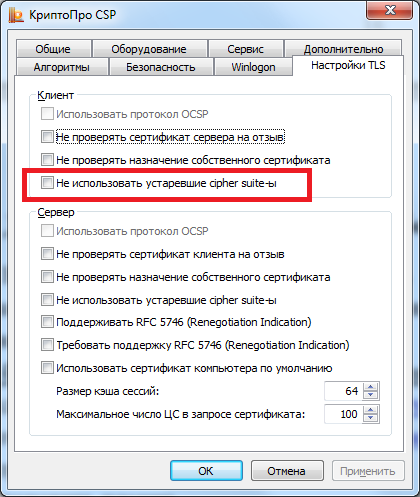 КриптоПро CSP
Общие
Оборудование
Сервис
Дополнительно
Алгоритмы
Безопасность
Winlogon
Настройки TLS
Клиент
Использовать протокол OCSP
Не проверять сертификат сервера на отзыв
Не проверять назначение собственного сертификата
Не использовать устаревшие cipher suite-ы
Сервер
Использовать протокол OCSP
Не проверять сертификат клиента на отзыв
Не проверять назначение собственного сертификата
Не использовать устаревшие cipher suite-ы
Поддерживать RFC 5746 (Renegotiation Indication)
Требовать поддержку RFC 5746 (Renegotiation Indication)
Использовать сертификат компьютера по умолчанию
Размер кэша сессий: 64
Максимальное число ЦС в запросе сертификата: 100
ОК
Отмена
Применить